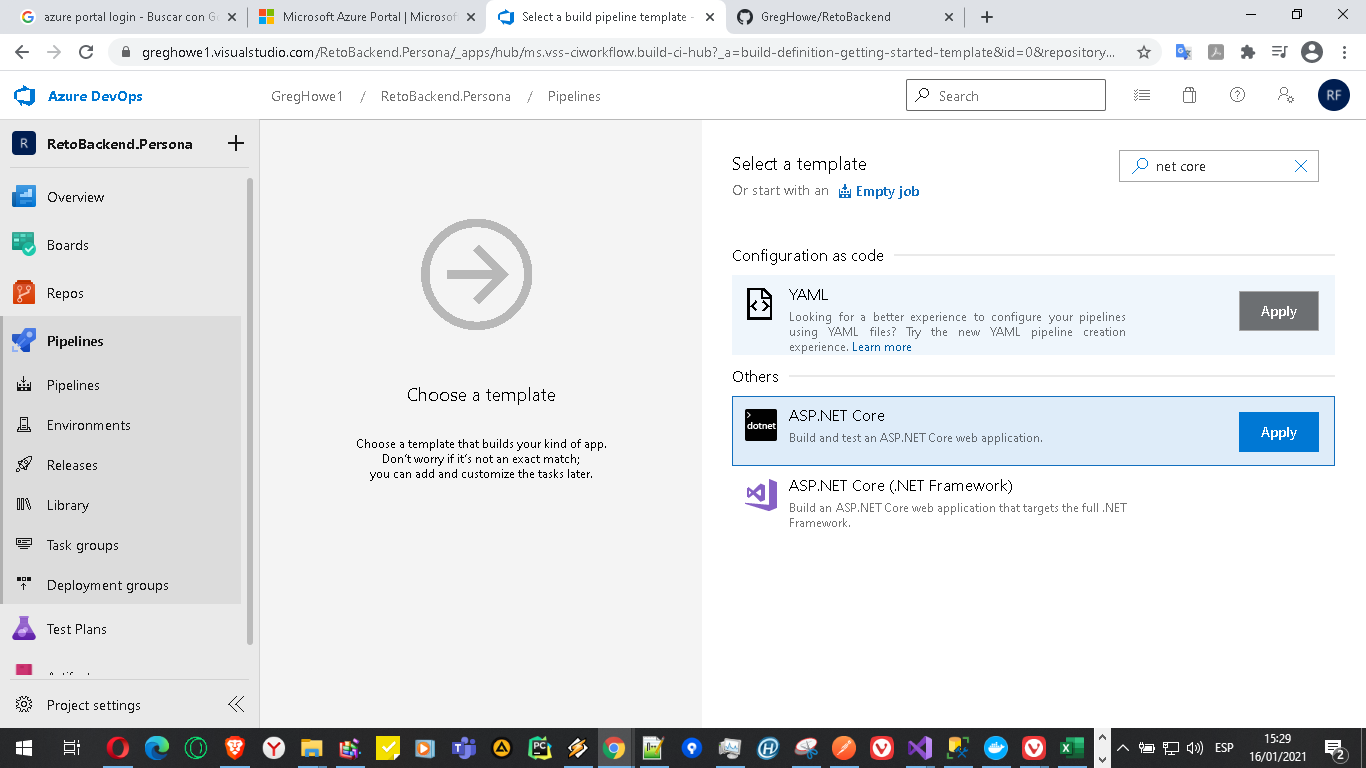 azure portal login - Buscar con G
Microsoft Azure Portal | Microsof
Select a build pipeline template -
GregHowe/RetoBackend
greghowe1.visualstudio.com/RetoBackend.Persona/_apps/hub/ms.vss-ciworkflow.build-ci-hub?_a=build-definition-getting-started-template&id=0&repository...
Azure DevOps
GregHowe1 / RetoBackend.Persona / Pipelines
Search
RF
R
RetoBackend.Persona
Overview
Boards
Repos
Pipelines
Pipelines
Environments
Releases
Library
Task groups
Deployment groups
Test Plans
Project settings
Choose a template
Choose a template that builds your kind of app.
Don't worry if it's not an exact match;
you can add and customize the tasks later.
Select a template
net core
Or start with an Empty job
Configuration as code
YAML
Looking for a better experience to configure your pipelines
using YAML files? Try the new YAML pipeline creation
experience. Learn more
Apply
Others
dotnet
ASP.NET Core
Build and test an ASP.NET Core web application.
Apply
ASP.NET Core (.NET Framework)
Build an ASP.NET Core web application that targets the full .NET
Framework.
ESP
15:29
16/01/2021
2